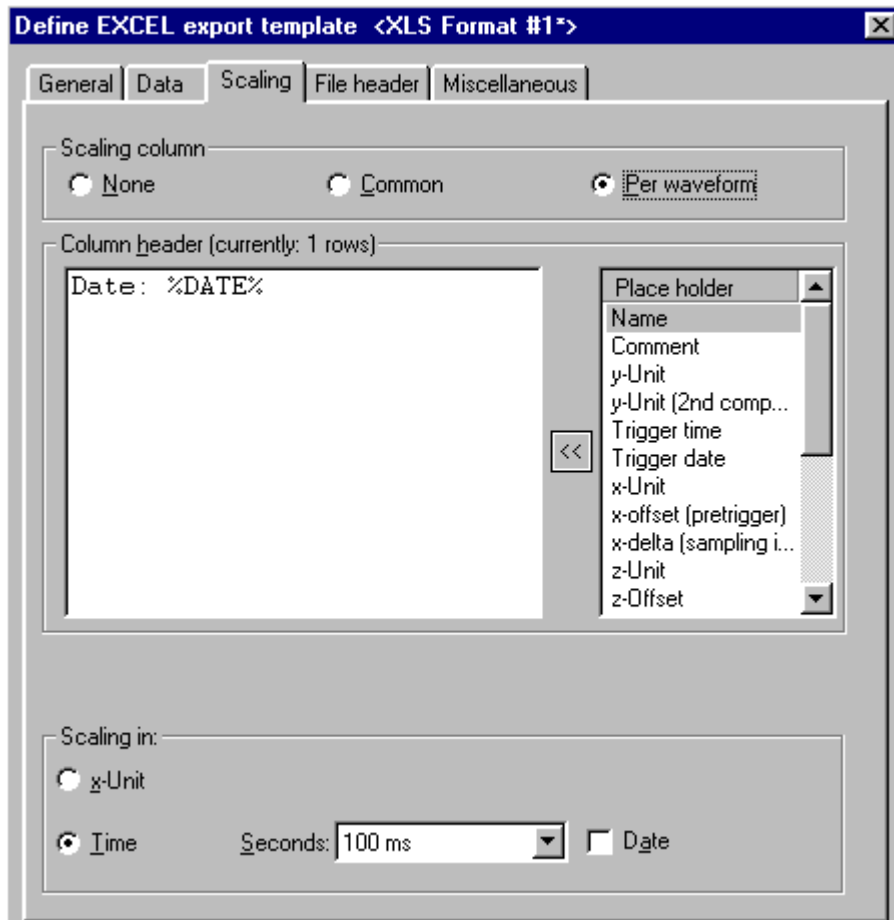 Define EXCEL export template <XLS Format #1*>
General Data Scaling File header Miscellaneous
Scaling column
None Common Per waveform
Column header (currently: 1 rows)
Date: %DATE%
Place holder
Name
Comment
y-Unit
y-Unit (2nd comp...
Trigger time
Trigger date
<<
x-Unit
x-offset (pretrigger)
x-delta (sampling i...
z-Unit
z-Offset
Scaling in:
x-Unit
Time Seconds: 100 ms Date